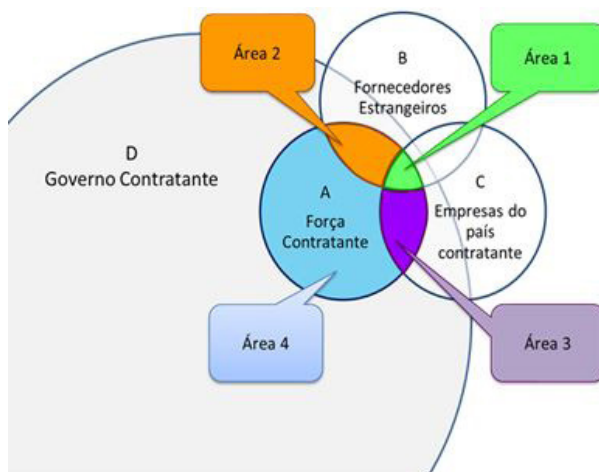 Área 2
B
Fornecedores
Estrangeiros
Área 1
D
Governo Contratante
A
Força
Contratante
C
Empresas do
país
contratante
Área 4
Área 3